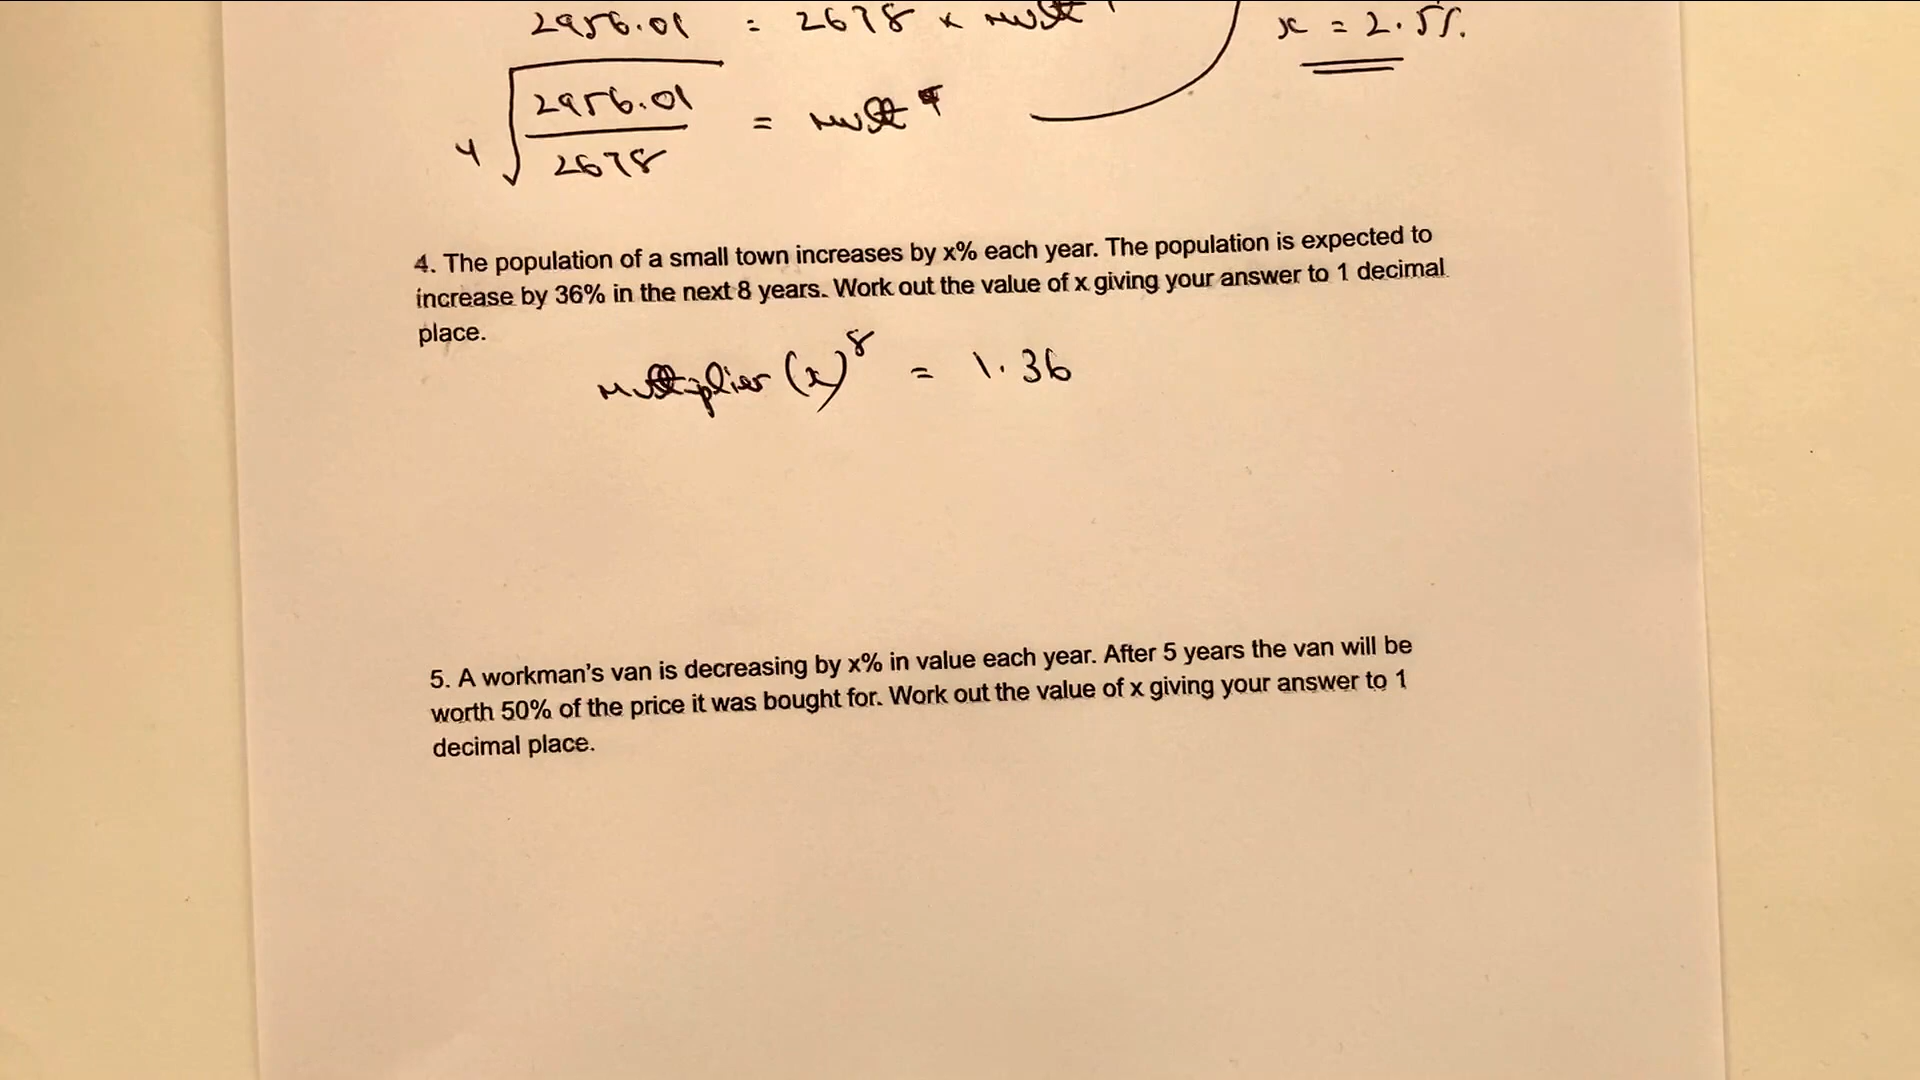 2956.01 = 2678 x mult
x = 2.5%.
4√(2956.01 / 2678) = mult
4. The population of a small town increases by x% each year. The population is expected to
increase by 36% in the next 8 years. Work out the value of x giving your answer to 1 decimal
place.
multiplier (x)⁸ = 1.36
5. A workman's van is decreasing by x% in value each year. After 5 years the van will be
worth 50% of the price it was bought for. Work out the value of x giving your answer to 1
decimal place.